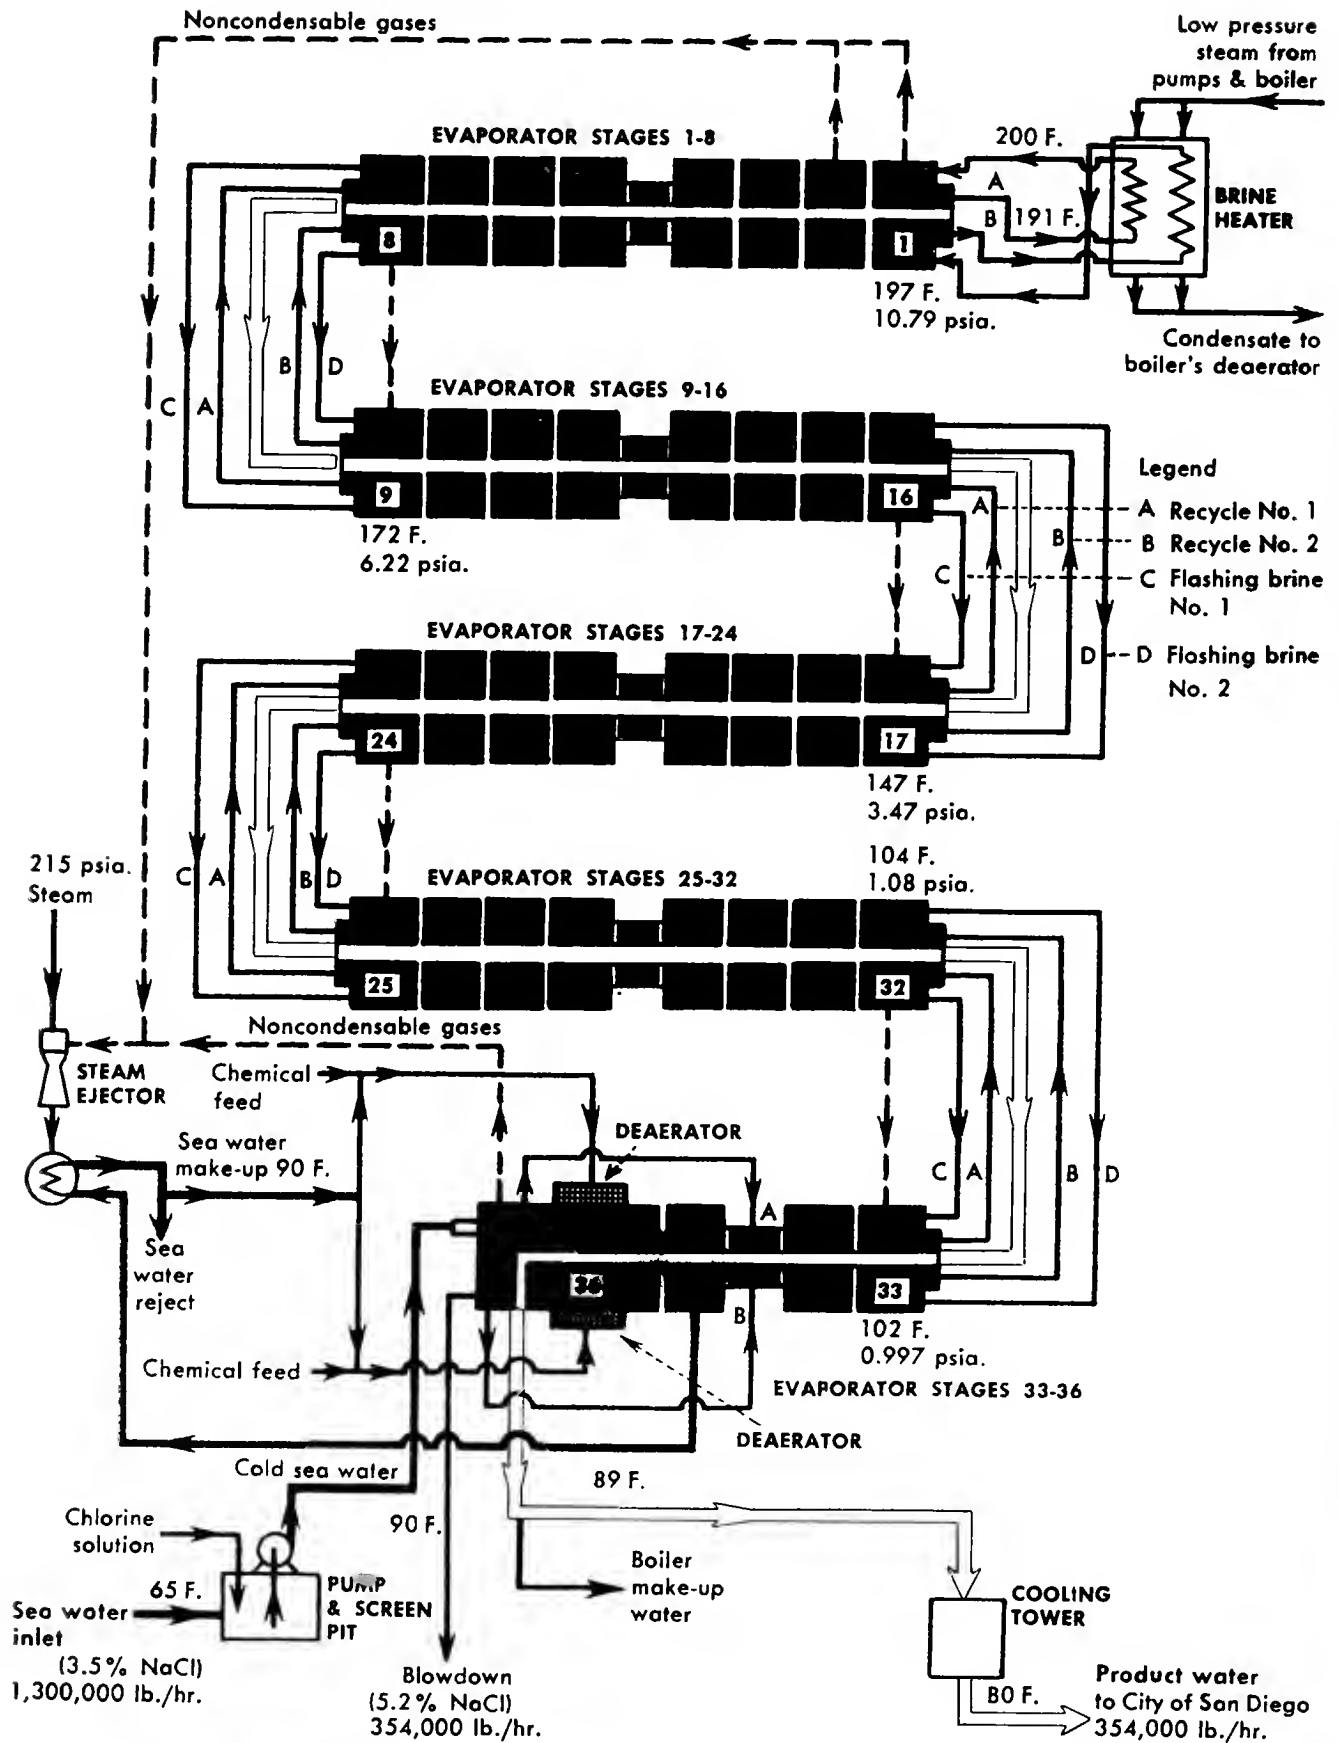 Noncondensable gases
Low pressure
steam from
pumps & boiler
EVAPORATOR STAGES 1-8
200 F.
A
B
191 F.
BRINE
HEATER
8
1
197 F.
10.79 psia.
Condensate to
boiler's deaerator
C
A
B
D
EVAPORATOR STAGES 9-16
9
16
172 F.
6.22 psia.
Legend
A Recycle No. 1
B Recycle No. 2
C Flashing brine
No. 1
D Flashing brine
No. 2
A
B
C
D
EVAPORATOR STAGES 17-24
24
17
147 F.
3.47 psia.
104 F.
1.08 psia.
215 psia.
Steam
C
A
B
D
EVAPORATOR STAGES 25-32
25
32
Noncondensable gases
STEAM
EJECTOR
Chemical
feed
DEAERATOR
Sea water
make-up 90 F.
C
A
B
D
A
Sea
water
reject
36
33
B
102 F.
0.997 psia.
Chemical feed
EVAPORATOR STAGES 33-36
DEAERATOR
Cold sea water
89 F.
90 F.
Chlorine
solution
65 F.
Sea water
inlet
(3.5% NaCl)
1,300,000 lb./hr.
PUMP
& SCREEN
PIT
Boiler
make-up
water
COOLING
TOWER
Blowdown
(5.2% NaCl)
354,000 lb./hr.
80 F.
Product water
to City of San Diego
354,000 lb./hr.